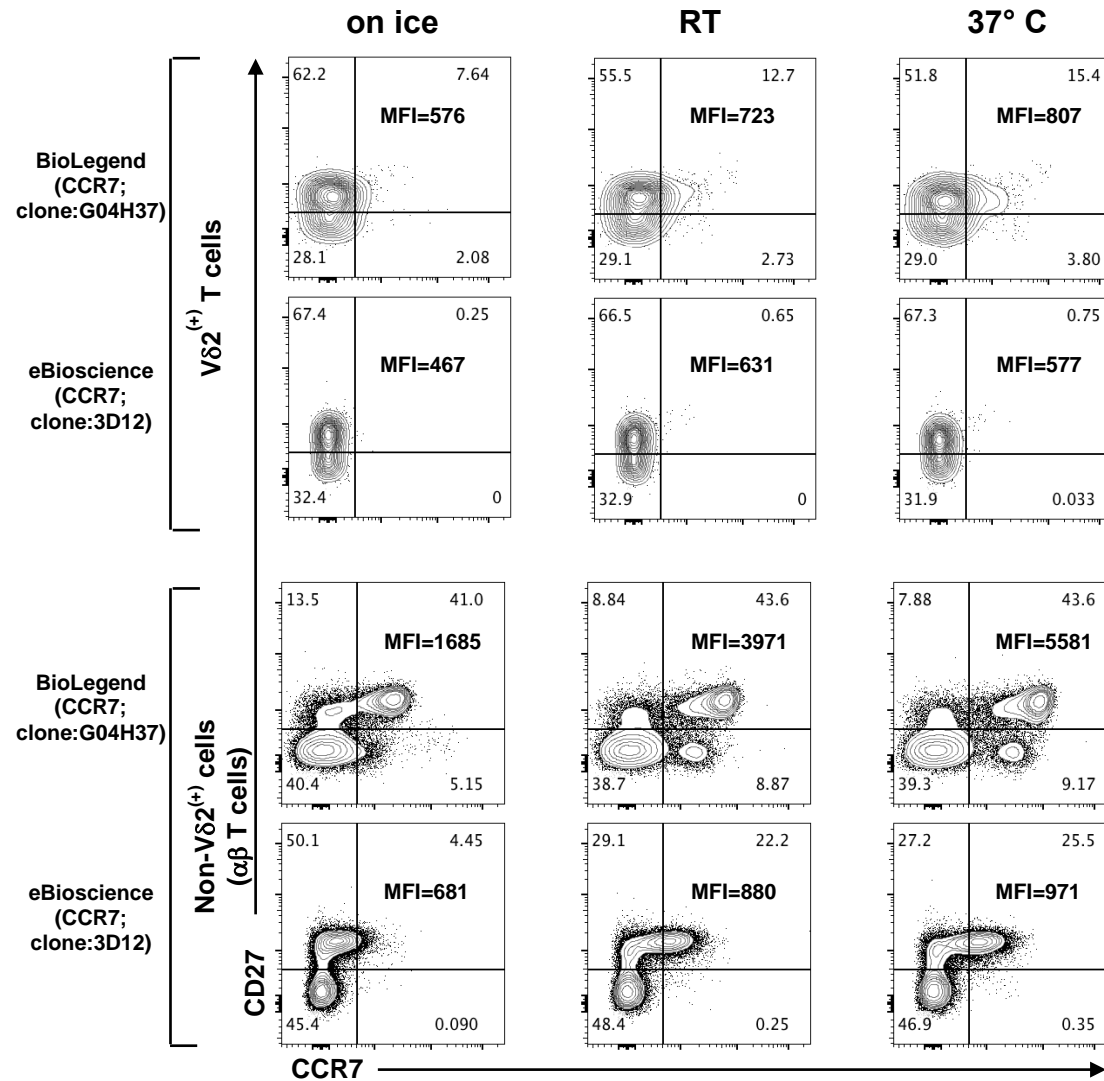 on ice
RT
37° C
BioLegend
(CCR7;
clone:G04H37)
Vδ2(+) T cells
62.2
7.64
MFI=576
28.1
2.08
55.5
12.7
MFI=723
29.1
2.73
51.8
15.4
MFI=807
29.0
3.80
eBioscience
(CCR7;
clone:3D12)
67.4
0.25
MFI=467
32.4
0
66.5
0.65
MFI=631
32.9
0
67.3
0.75
MFI=577
31.9
0.033
BioLegend
(CCR7;
clone:G04H37)
Non-Vδ2(+) cells
(αβ T cells)
13.5
41.0
MFI=1685
40.4
5.15
8.84
43.6
MFI=3971
38.7
8.87
7.88
43.6
MFI=5581
39.3
9.17
eBioscience
(CCR7;
clone:3D12)
50.1
4.45
MFI=681
45.4
0.090
29.1
22.2
MFI=880
48.4
0.25
27.2
25.5
MFI=971
46.9
0.35
CD27
CCR7